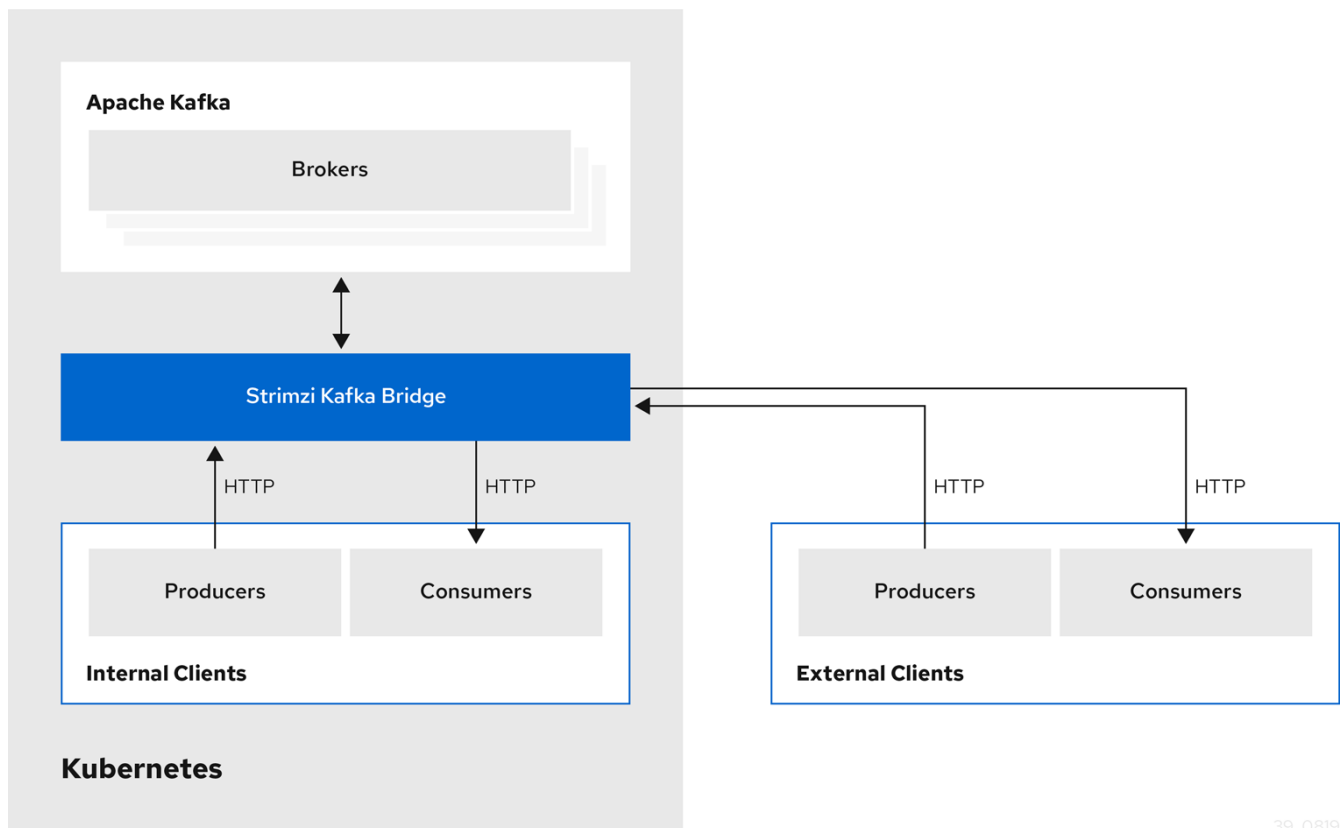 Apache Kafka
Brokers
Strimzi Kafka Bridge
HTTP
HTTP
HTTP
HTTP
Producers
Consumers
Producers
Consumers
Internal Clients
External Clients
Kubernetes
39_0819